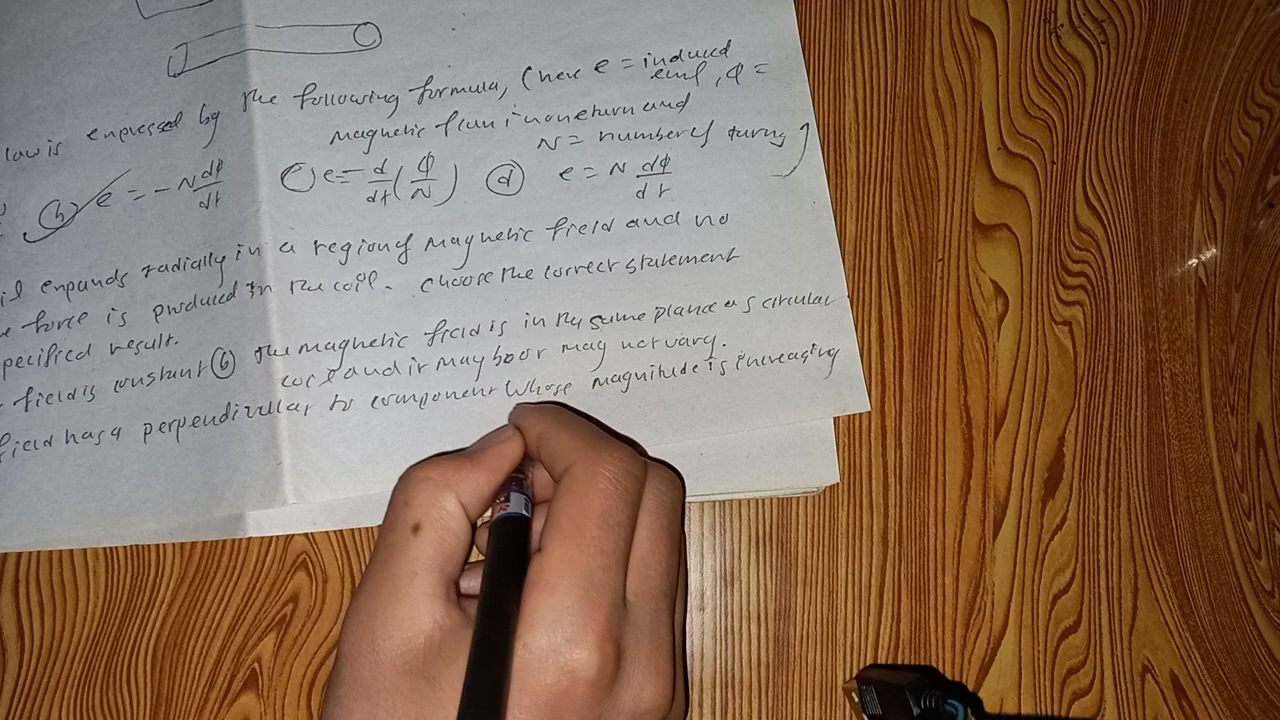 law is expressed by the following formula, (here e = induced
emf, φ =
magnetic flux in one turn and
N = number of turns)
(b) e = - N dφ/dt (c) e = - d/dt (φ/N) (d) e = N dφ/dt
il expands radially in a region of magnetic field and no
force is produced in the coil. choose the correct statement
pecified result.
field is constant (b) the magnetic field is in the same plane as circular
coil and it may be or may not vary.
field has a perpendicular to component whose magnitude is increasing